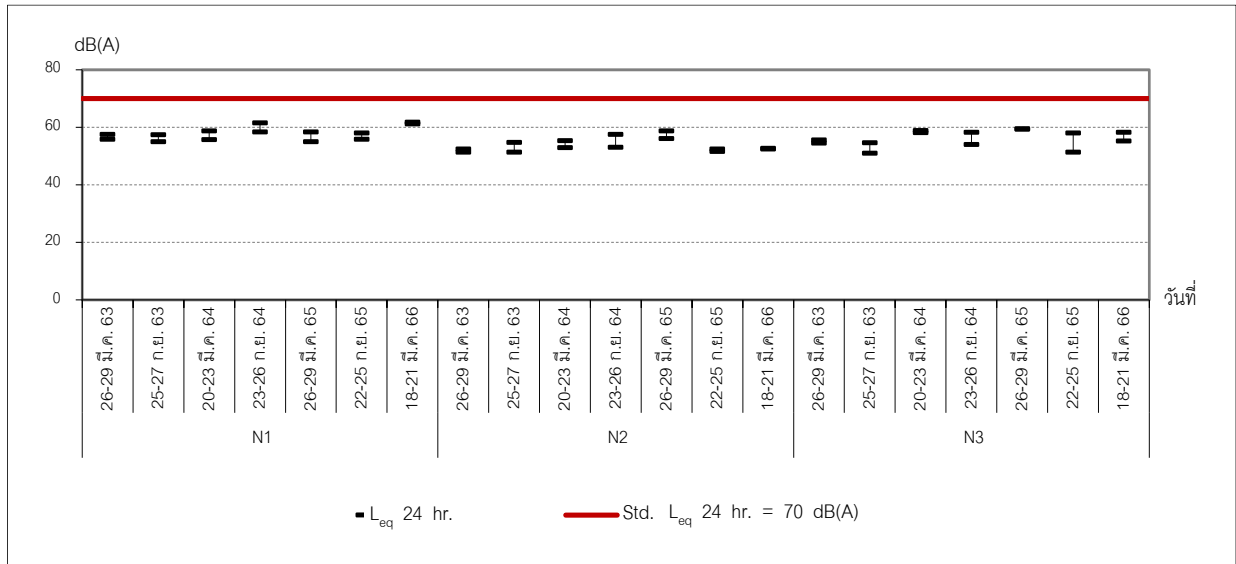 dB(A)
80
60
40
20
0
วันที่
26-29 มี.ค. 63
25-27 ก.ย. 63
20-23 มี.ค. 64
23-26 ก.ย. 64
26-29 มี.ค. 65
22-25 ก.ย. 65
18-21 มี.ค. 66
26-29 มี.ค. 63
25-27 ก.ย. 63
20-23 มี.ค. 64
23-26 ก.ย. 64
26-29 มี.ค. 65
22-25 ก.ย. 65
18-21 มี.ค. 66
26-29 มี.ค. 63
25-27 ก.ย. 63
20-23 มี.ค. 64
23-26 ก.ย. 64
26-29 มี.ค. 65
22-25 ก.ย. 65
18-21 มี.ค. 66
N1 N2 N3
Leq 24 hr. Std. Leq 24 hr. = 70 dB(A)